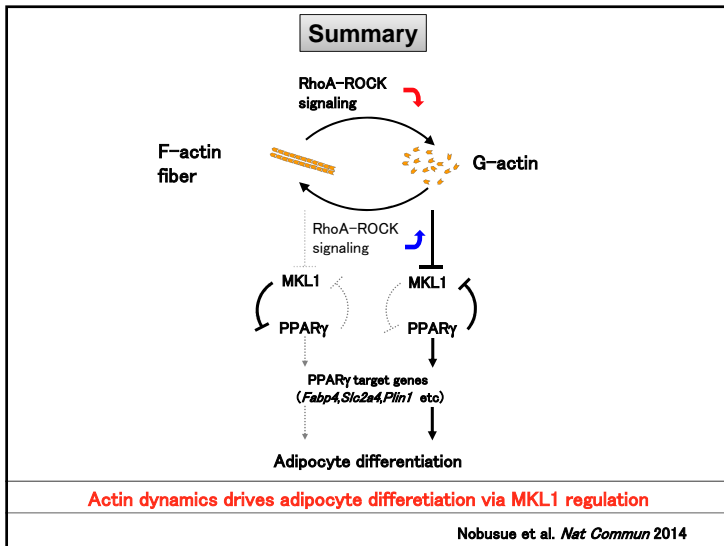 Summary
RhoA-ROCK
signaling
F-actin
fiber
G-actin
RhoA-ROCK
signaling
MKL1
MKL1
PPARγ
PPARγ
PPARγ target genes
(Fabp4,Slc2a4,Plin1 etc)
Adipocyte differentiation
Actin dynamics drives adipocyte differetiation via MKL1 regulation
Nobusue et al. Nat Commun 2014